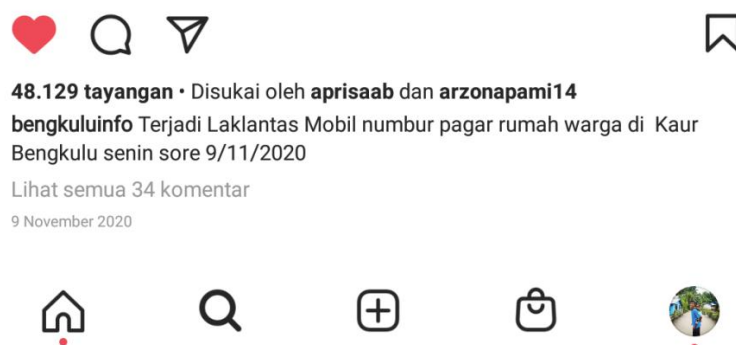 48.129 tayangan • Disukai oleh aprisaab dan arzonapami14
bengkuluinfo Terjadi Laklantas Mobil numbur pagar rumah warga di Kaur
Bengkulu senin sore 9/11/2020
Lihat semua 34 komentar
9 November 2020